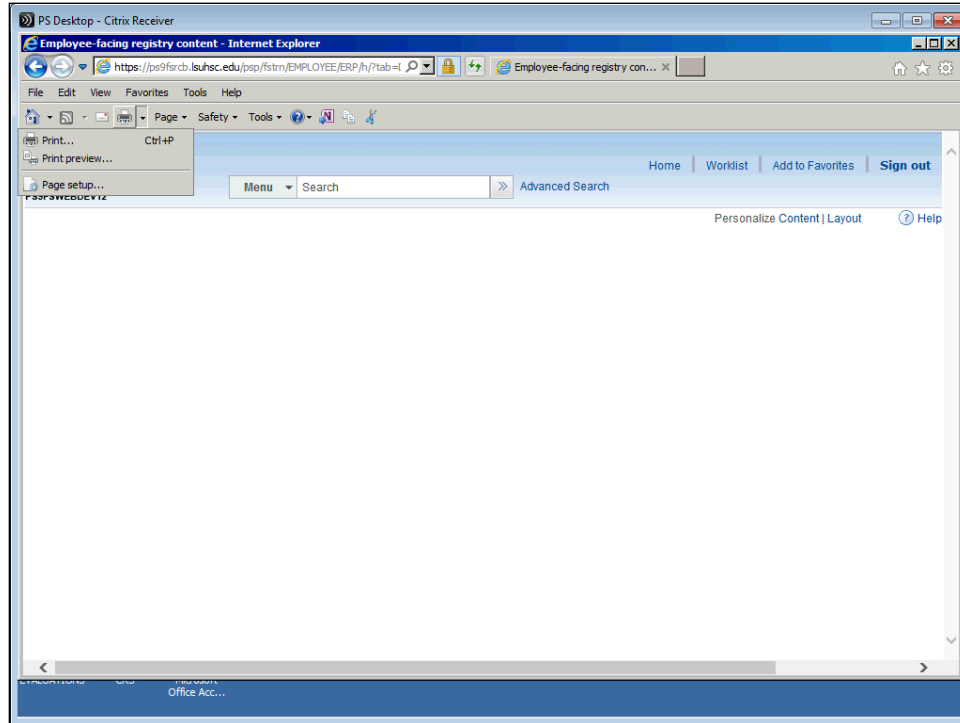 PS Desktop - Citrix Receiver
Employee-facing registry content - Internet Explorer
https://ps9fsrcb.lsuhsc.edu/psp/fstrn/EMPLOYEE/ERP/h/?tab=
Employee-facing registry con...
File Edit View Favorites Tools Help
Page Safety Tools
Print... Ctrl+P
Print preview...
Page setup...
Home Worklist Add to Favorites Sign out
Menu Search Advanced Search
Personalize Content | Layout Help
Office Acc...